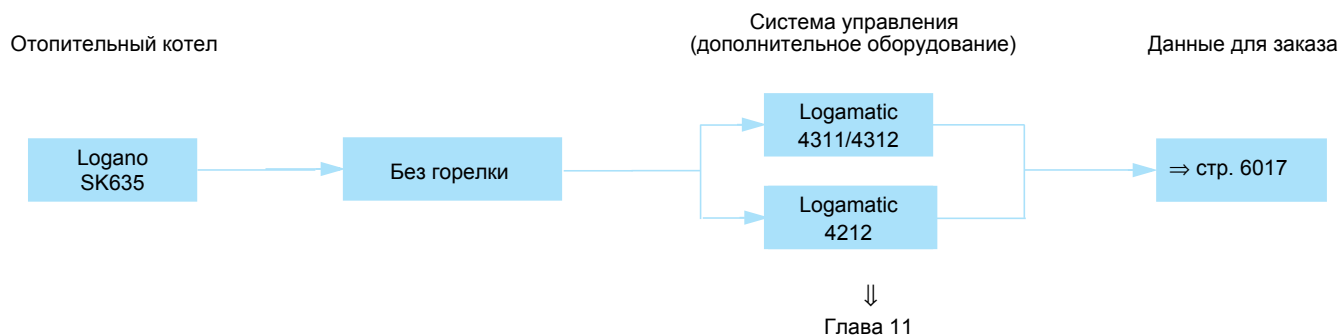 Отопительный котел
Система управления
(дополнительное оборудование)
Данные для заказа
Logano
SK635
Без горелки
Logamatic
4311/4312
Logamatic
4212
⇒ стр. 6017
⇓
Глава 11